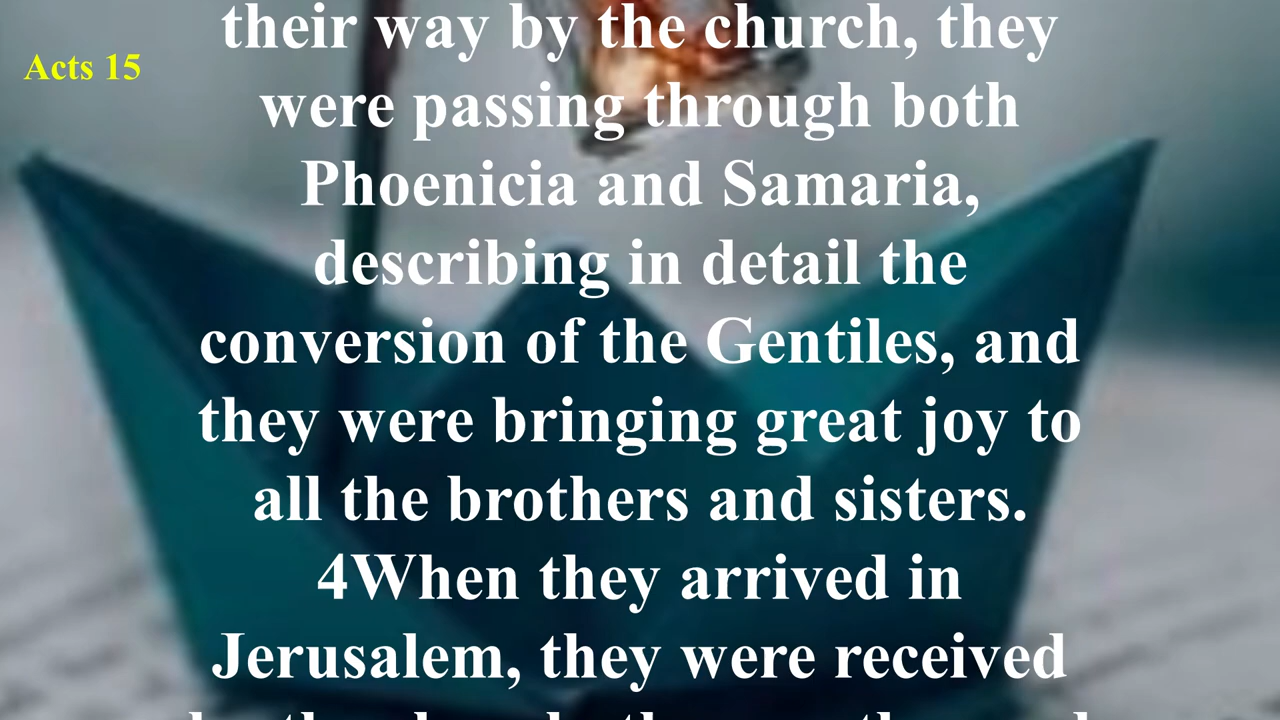 Acts 15
their way by the church, they
were passing through both
Phoenicia and Samaria,
describing in detail the
conversion of the Gentiles, and
they were bringing great joy to
all the brothers and sisters.
4When they arrived in
Jerusalem, they were received